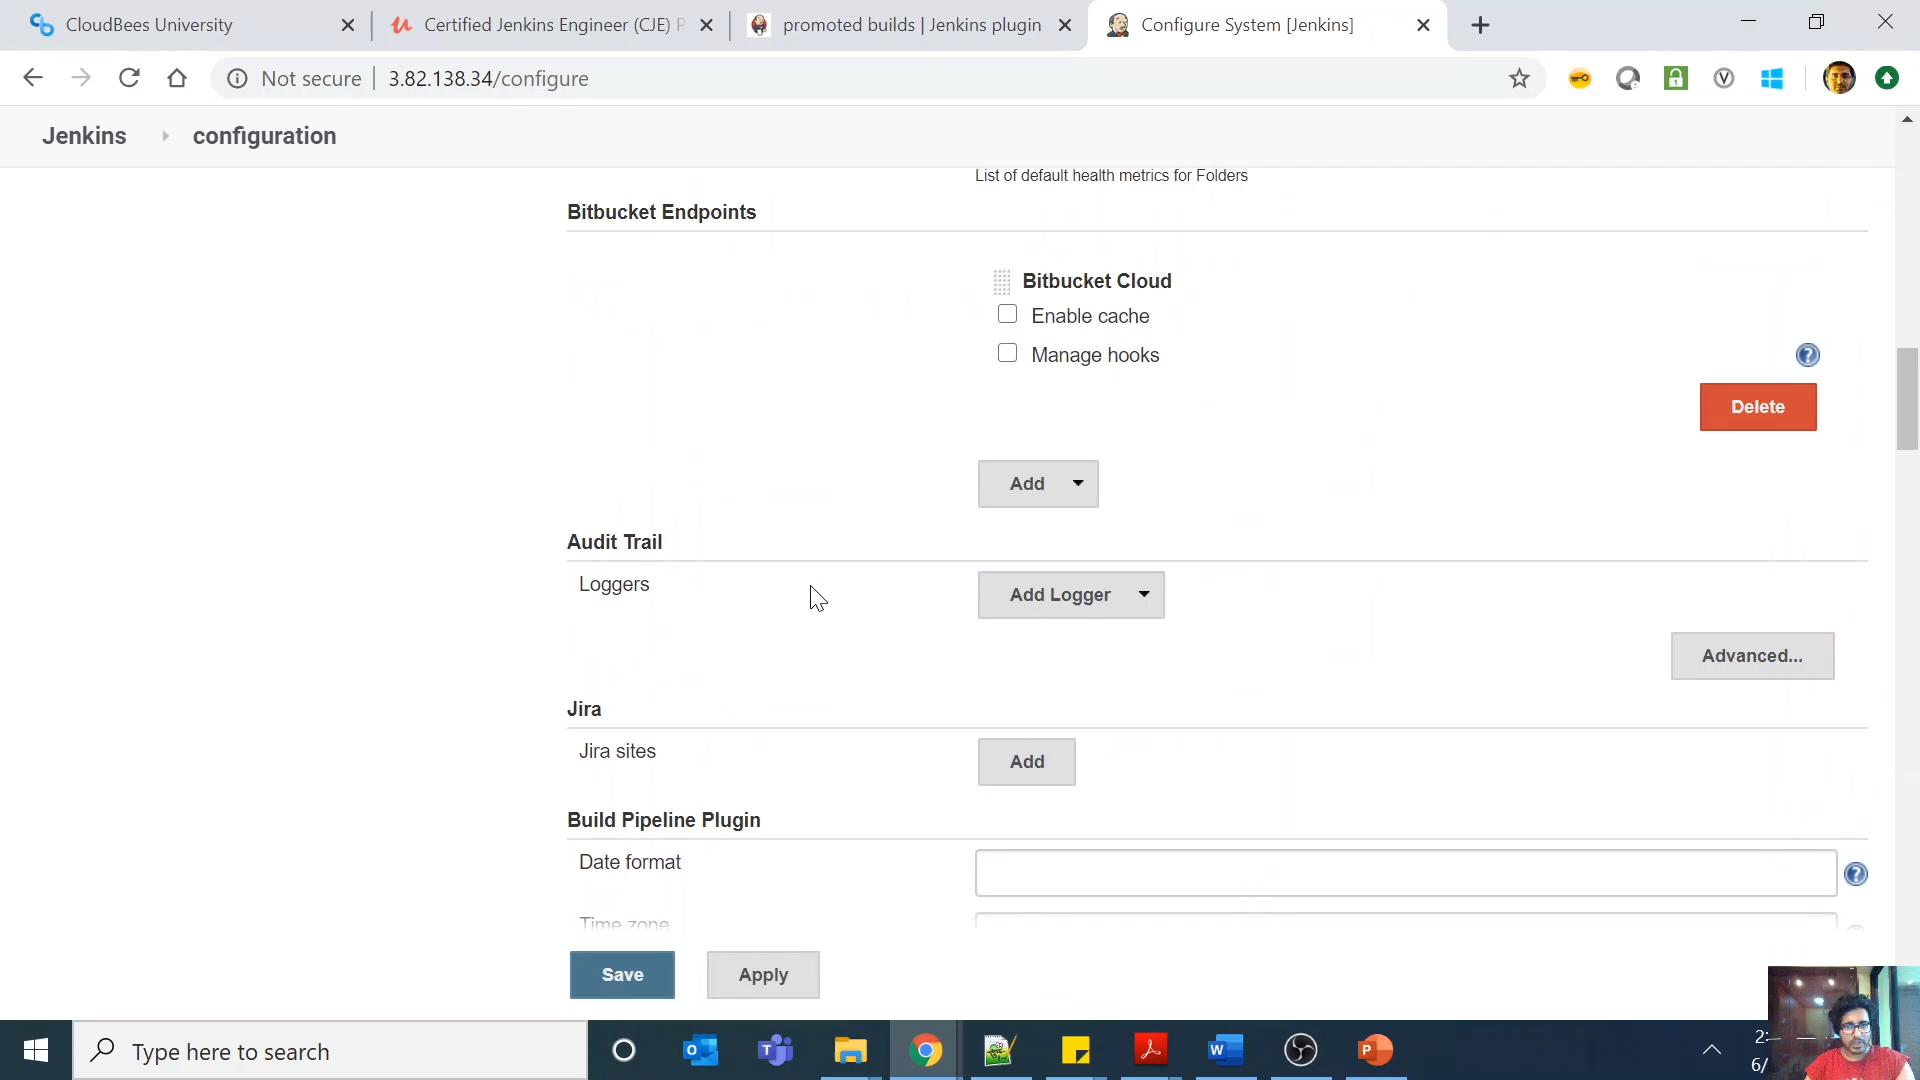 CloudBees University
Certified Jenkins Engineer (CJE) P
promoted builds | Jenkins plugin
Configure System [Jenkins]
Not secure | 3.82.138.34/configure
Jenkins configuration
List of default health metrics for Folders
Bitbucket Endpoints
Bitbucket Cloud
Enable cache
Manage hooks
Delete
Add
Audit Trail
Loggers
Add Logger
Advanced...
Jira
Jira sites
Add
Build Pipeline Plugin
Date format
Time zone
Save
Apply
Type here to search